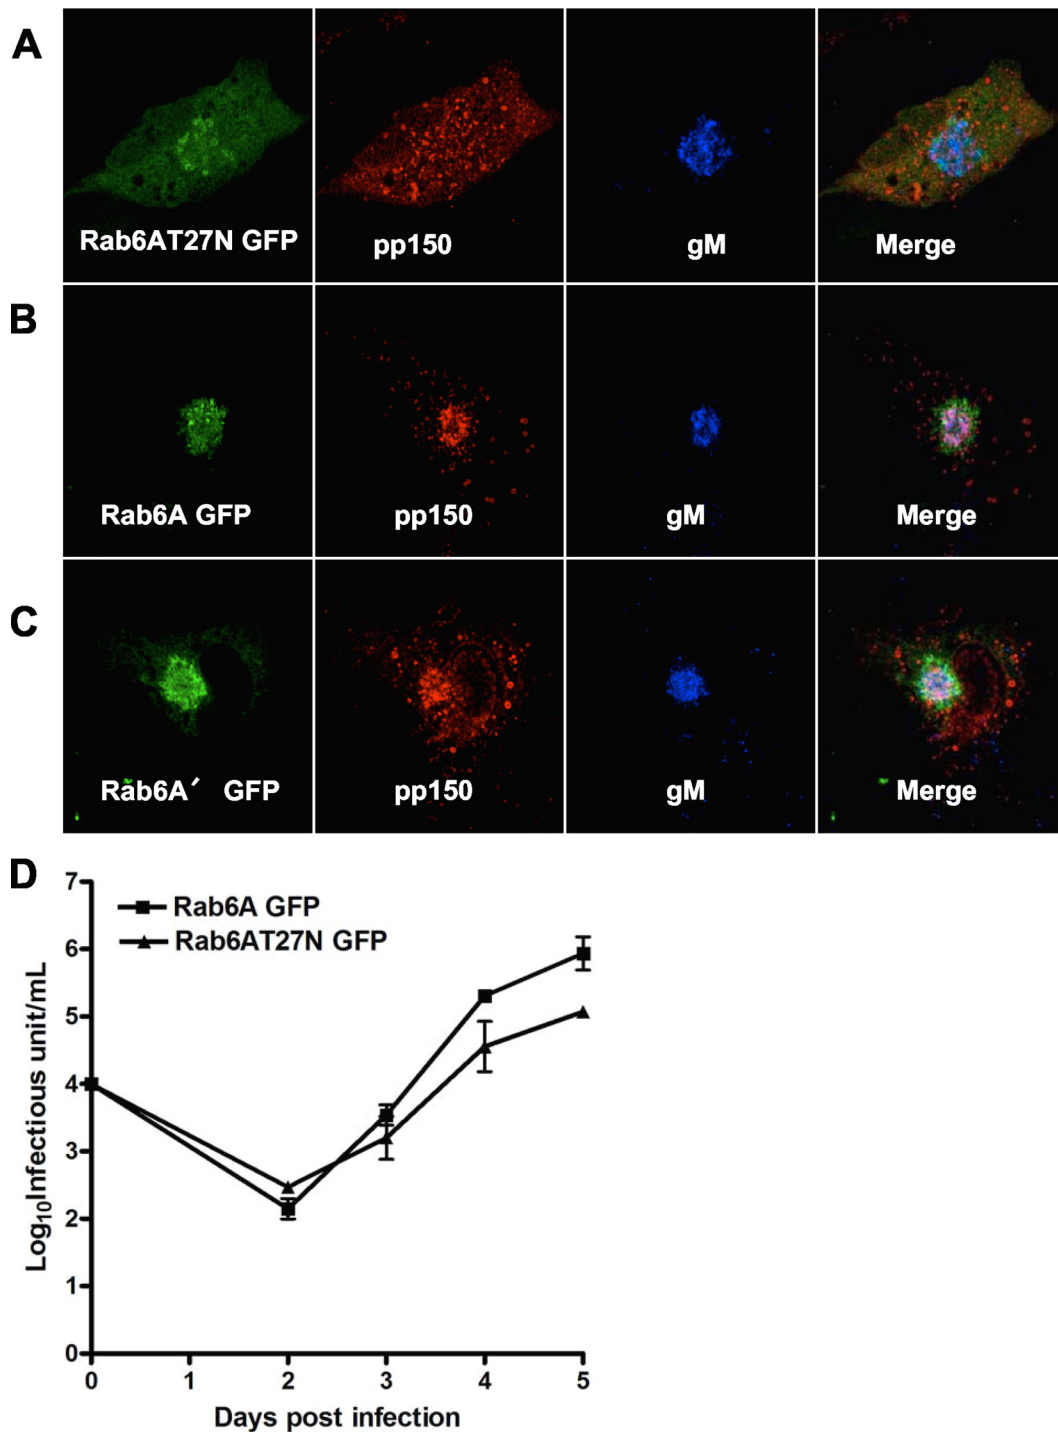 A
Rab6AT27N GFP pp150 gM Merge
B
Rab6A GFP pp150 gM Merge
C
Rab6A´ GFP pp150 gM Merge
D
Rab6A GFP
Rab6AT27N GFP
Log₁₀Infectious unit/mL
7
6
5
4
3
2
1
0
0 1 2 3 4 5
Days post infection